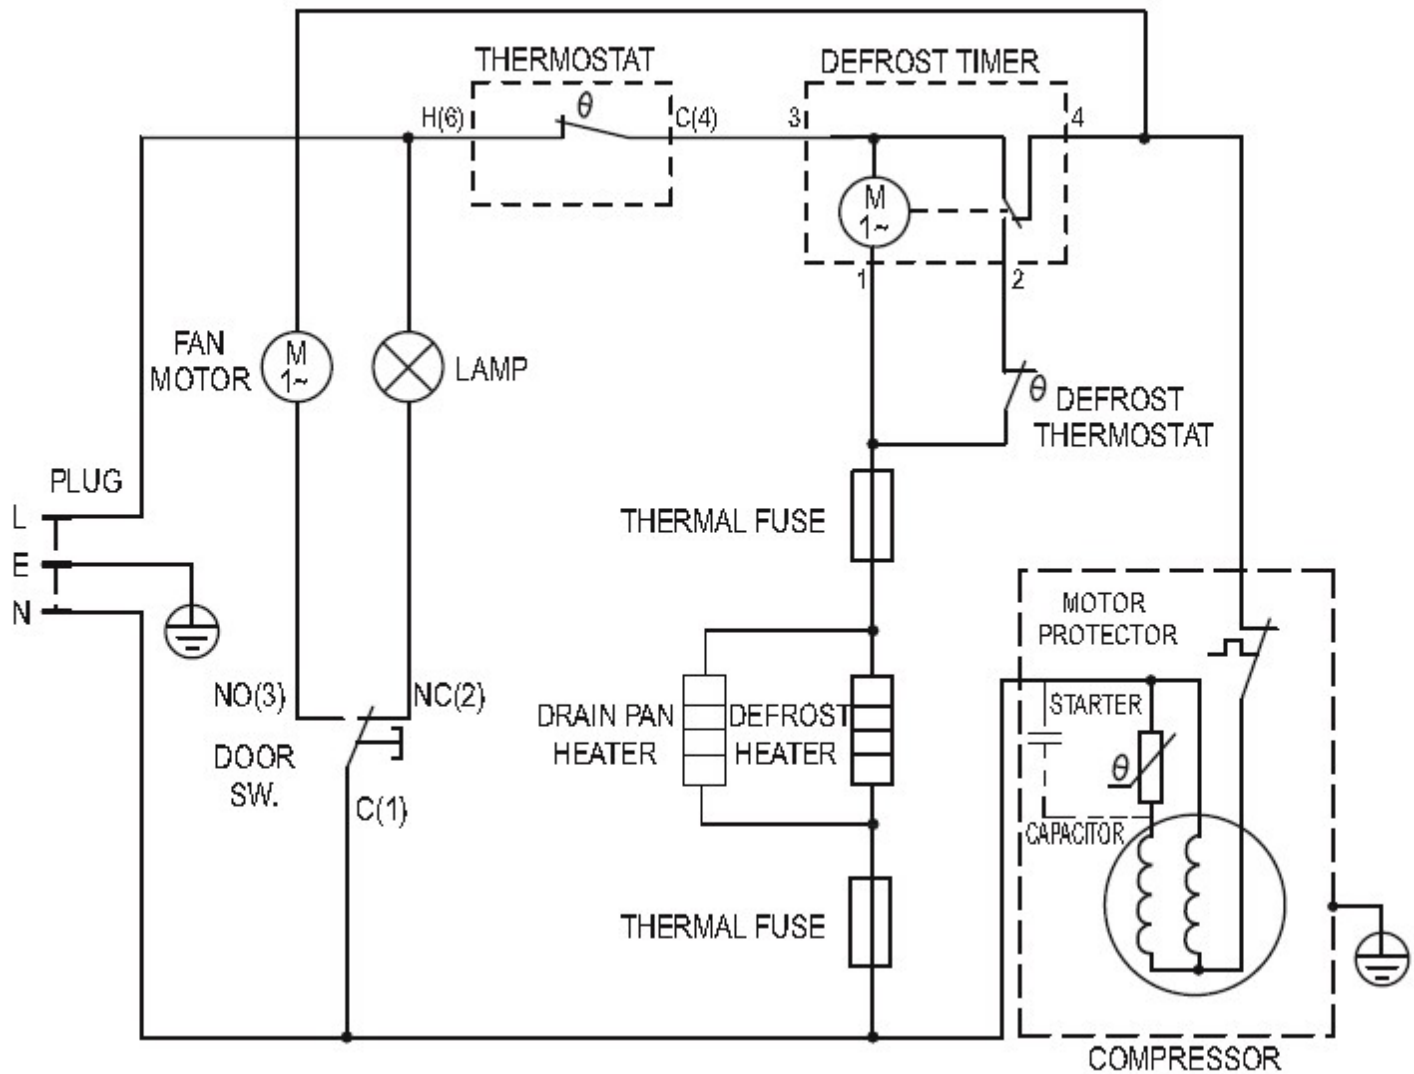 THERMOSTAT
DEFROST TIMER
θ
H(6)
C(4)
3
4
M
1~
1
2
FAN
MOTOR
M
1~
LAMP
θ
DEFROST
THERMOSTAT
PLUG
L
E
N
THERMAL FUSE
MOTOR
PROTECTOR
NO(3)
NC(2)
DOOR
SW.
C(1)
DRAIN PAN
HEATER
DEFROST
HEATER
STARTER
θ
CAPACITOR
THERMAL FUSE
COMPRESSOR